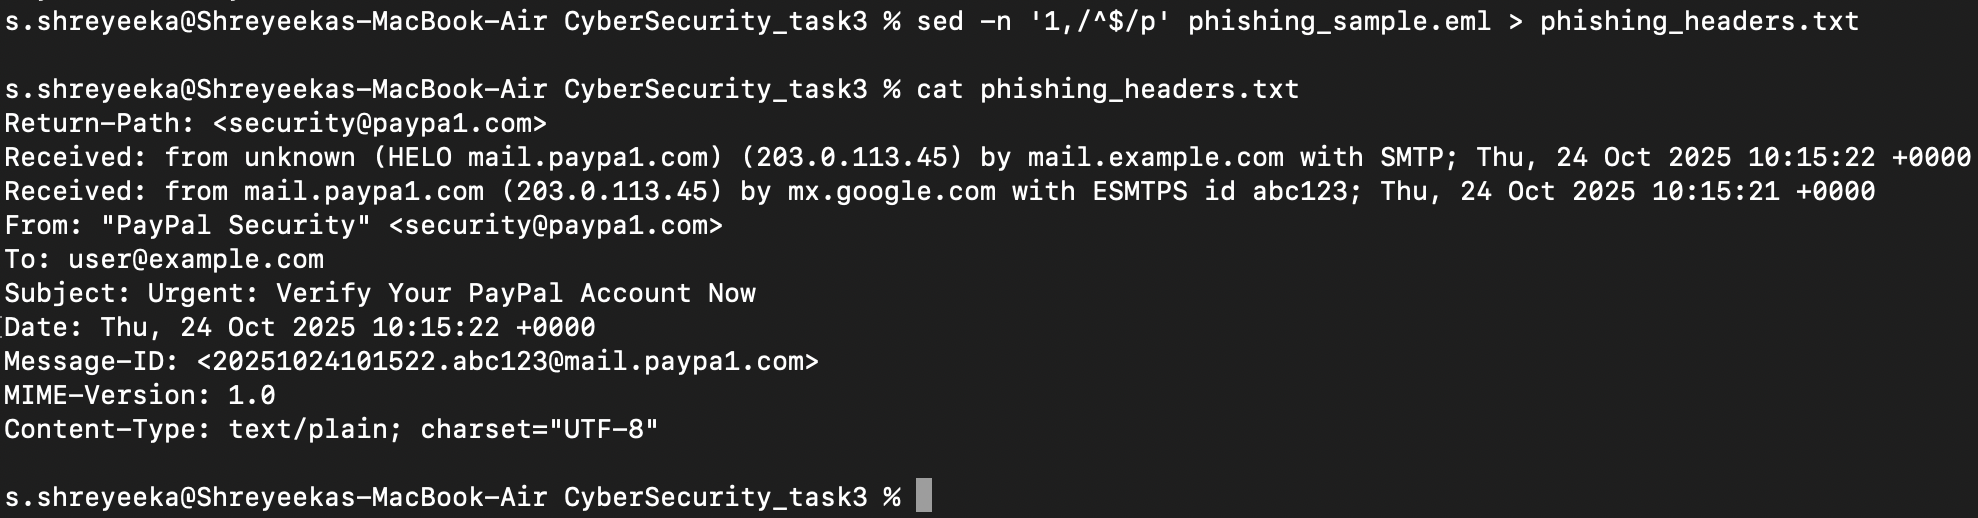 s.shreyeeka@Shreyeekas-MacBook-Air CyberSecurity_task3 % sed -n '1,/^$/p' phishing_sample.eml > phishing_headers.txt
s.shreyeeka@Shreyeekas-MacBook-Air CyberSecurity_task3 % cat phishing_headers.txt
Return-Path: <security@paypa1.com>
Received: from unknown (HELO mail.paypa1.com) (203.0.113.45) by mail.example.com with SMTP; Thu, 24 Oct 2025 10:15:22 +0000
Received: from mail.paypa1.com (203.0.113.45) by mx.google.com with ESMTPS id abc123; Thu, 24 Oct 2025 10:15:21 +0000
From: "PayPal Security" <security@paypa1.com>
To: user@example.com
Subject: Urgent: Verify Your PayPal Account Now
Date: Thu, 24 Oct 2025 10:15:22 +0000
Message-ID: <20251024101522.abc123@mail.paypa1.com>
MIME-Version: 1.0
Content-Type: text/plain; charset="UTF-8"
s.shreyeeka@Shreyeekas-MacBook-Air CyberSecurity_task3 %